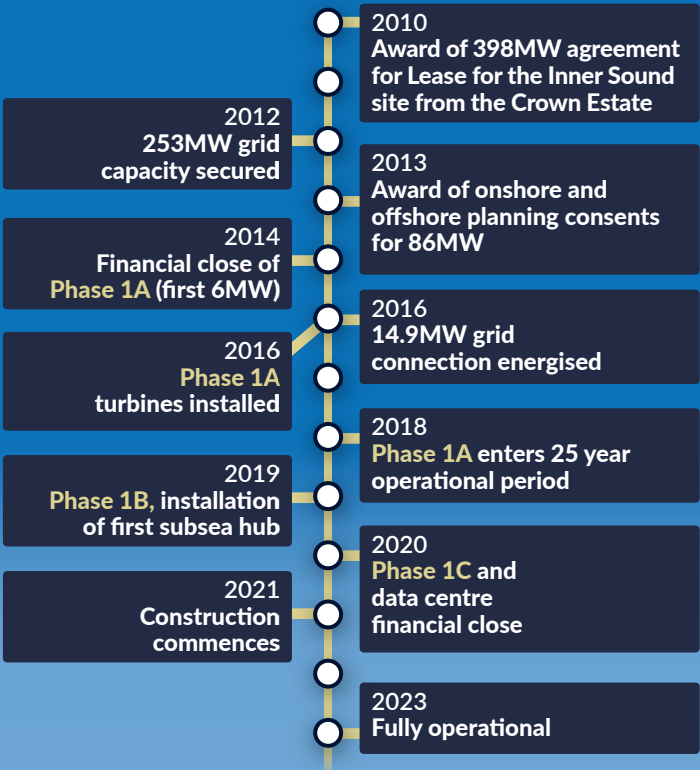 2010
Award of 398MW agreement
for Lease for the Inner Sound
site from the Crown Estate
2012
253MW grid
capacity secured
2013
Award of onshore and
offshore planning consents
for 86MW
2014
Financial close of
Phase 1A (first 6MW)
2016
14.9MW grid
connection energised
2016
Phase 1A
turbines installed
2018
Phase 1A enters 25 year
operational period
2019
Phase 1B, installation
of first subsea hub
2020
Phase 1C and
data centre
financial close
2021
Construction
commences
2023
Fully operational